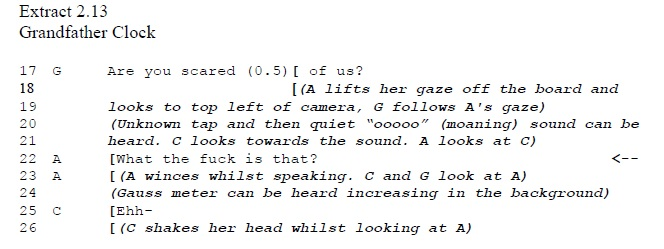 Extract 2.13
Grandfather Clock
17 G Are you scared (0.5)[ of us?
18 [(A lifts her gaze off the board and
19 looks to top left of camera, G follows A's gaze)
20 (Unknown tap and then quiet "ooooo" (moaning) sound can be
21 heard. C looks towards the sound. A looks at C)
22 A [What the fuck is that? <--
23 A [(A winces whilst speaking. C and G look at A)
24 (Gauss meter can be heard increasing in the background)
25 C [Ehh-
26 [(C shakes her head whilst looking at A)